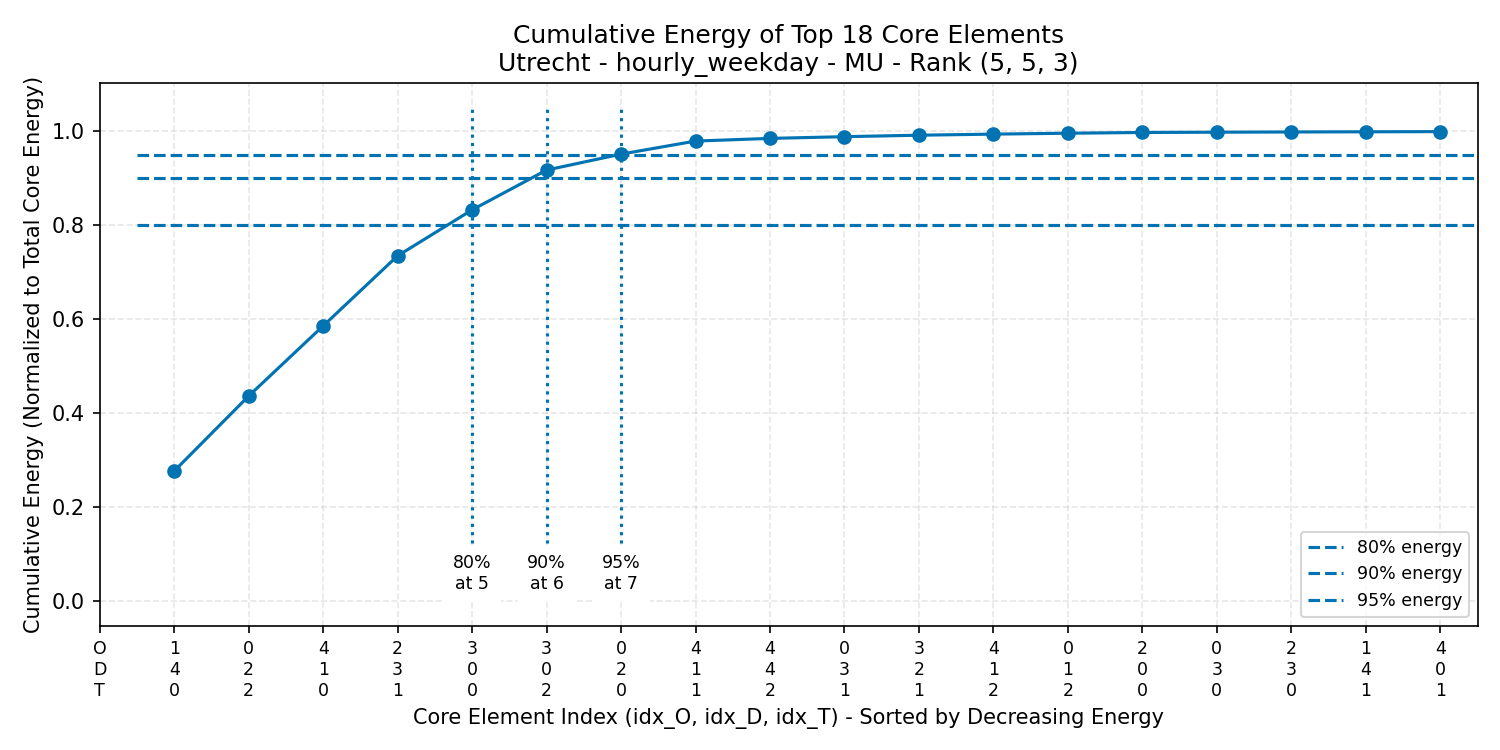 Cumulative Energy of Top 18 Core Elements
Utrecht - hourly_weekday - MU - Rank (5, 5, 3)
Cumulative Energy (Normalized to Total Core Energy)
1.0
0.8
0.6
0.4
0.2
0.0
80% at 5
90% at 6
95% at 7
80% energy
90% energy
95% energy
O 1 0 4 2 3 3 0 4 4 0 3 4 0 2 0 2 1 4
D 4 2 1 3 0 0 2 1 4 3 2 1 1 0 3 3 4 0
T 0 2 0 1 0 2 0 1 2 1 1 2 2 0 0 0 1 1
Core Element Index (idx_O, idx_D, idx_T) - Sorted by Decreasing Energy